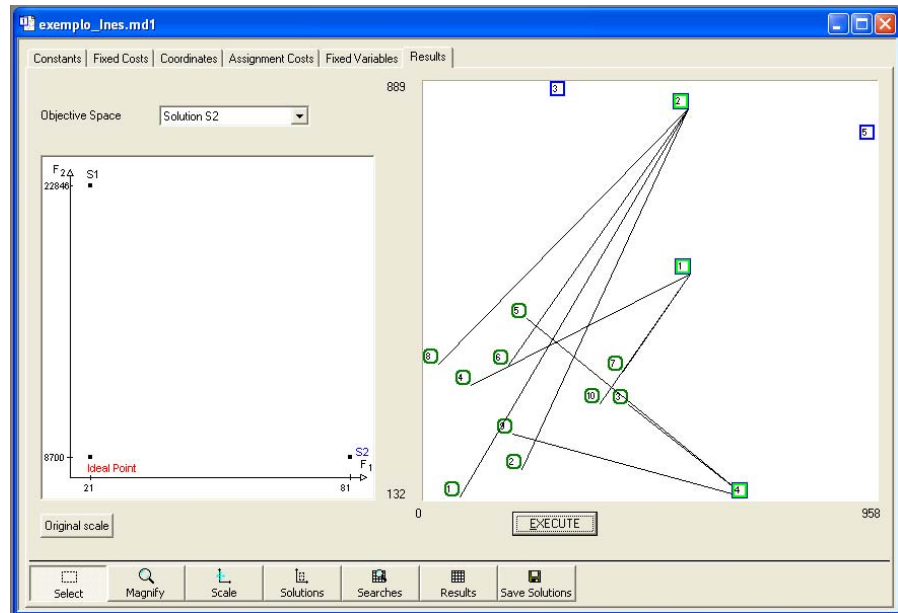 exemplo_Ines.md1
Constants Fixed Costs Coordinates Assignment Costs Fixed Variables Results
Objective Space Solution S2
F2
S1
22846
8700
Ideal Point
S2
F1
21 81
Original scale
889
132
0 958
3
2
5
1
5
8
6
4
7
10
3
9
2
1
4
EXECUTE
Select Magnify Scale Solutions Searches Results Save Solutions